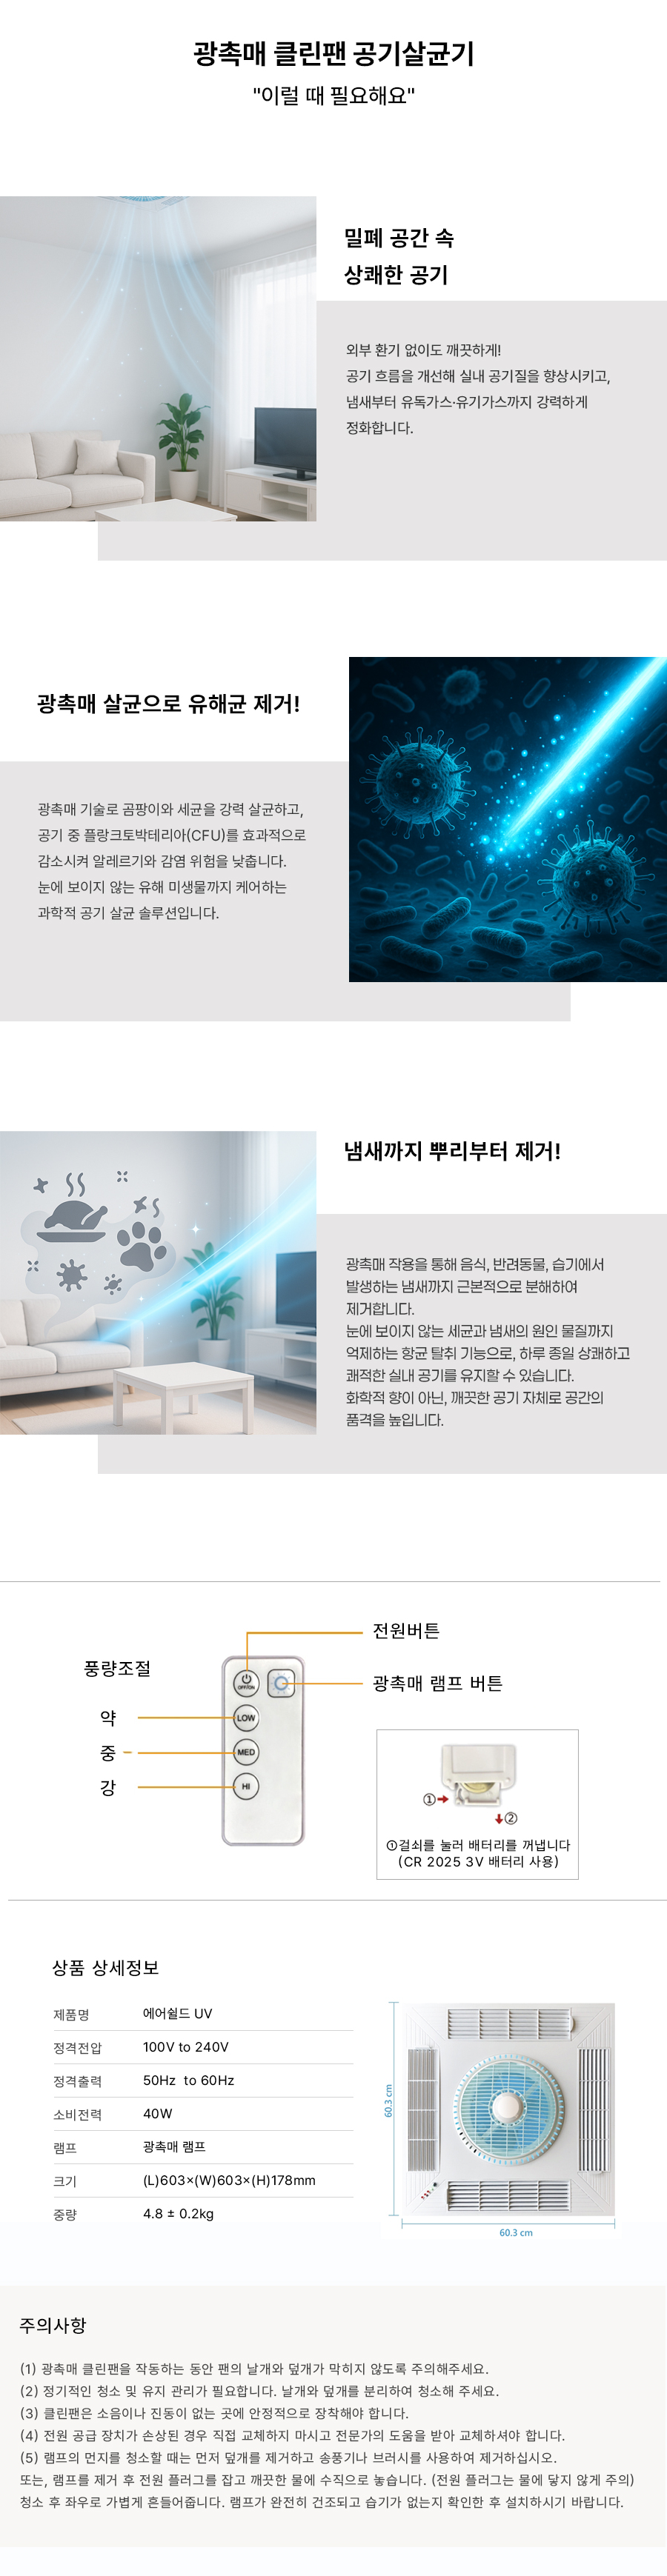 광촉매 클린팬 공기살균기
"이럴 때 필요해요"
밀폐 공간 속
상쾌한 공기
외부 환기 없이도 깨끗하게!
공기 흐름을 개선해 실내 공기질을 향상시키고,
냄새부터 유독가스·유기가스까지 강력하게
정화합니다.
광촉매 살균으로 유해균 제거!
광촉매 기술로 곰팡이와 세균을 강력 살균하고,
공기 중 플랑크토박테리아(CFU)를 효과적으로
감소시켜 알레르기와 감염 위험을 낮춥니다.
눈에 보이지 않는 유해 미생물까지 케어하는
과학적 공기 살균 솔루션입니다.
냄새까지 뿌리부터 제거!
광촉매 작용을 통해 음식, 반려동물, 습기에서
발생하는 냄새까지 근본적으로 분해하여
제거합니다.
눈에 보이지 않는 세균과 냄새의 원인 물질까지
억제하는 항균 탈취 기능으로, 하루 종일 상쾌하고
쾌적한 실내 공기를 유지할 수 있습니다.
화학적 향이 아닌, 깨끗한 공기 자체로 공간의
품격을 높입니다.
전원버튼
풍량조절
광촉매 램프 버튼
OFF/ON
약
LOW
중
MED
강
HI
①
②
①걸쇠를 눌러 배터리를 꺼냅니다
(CR 2025 3V 배터리 사용)
상품 상세정보
제품명 에어쉴드 UV
정격전압 100V to 240V
정격출력 50Hz to 60Hz
소비전력 40W
램프 광촉매 램프
크기 (L)603×(W)603×(H)178mm
중량 4.8 ± 0.2kg
60.3 cm
60.3 cm
주의사항
(1) 광촉매 클린팬을 작동하는 동안 팬의 날개와 덮개가 막히지 않도록 주의해주세요.
(2) 정기적인 청소 및 유지 관리가 필요합니다. 날개와 덮개를 분리하여 청소해 주세요.
(3) 클린팬은 소음이나 진동이 없는 곳에 안정적으로 장착해야 합니다.
(4) 전원 공급 장치가 손상된 경우 직접 교체하지 마시고 전문가의 도움을 받아 교체하셔야 합니다.
(5) 램프의 먼지를 청소할 때는 먼저 덮개를 제거하고 송풍기나 브러시를 사용하여 제거하십시오.
또는, 램프를 제거 후 전원 플러그를 잡고 깨끗한 물에 수직으로 놓습니다. (전원 플러그는 물에 닿지 않게 주의)
청소 후 좌우로 가볍게 흔들어줍니다. 램프가 완전히 건조되고 습기가 없는지 확인한 후 설치하시기 바랍니다.